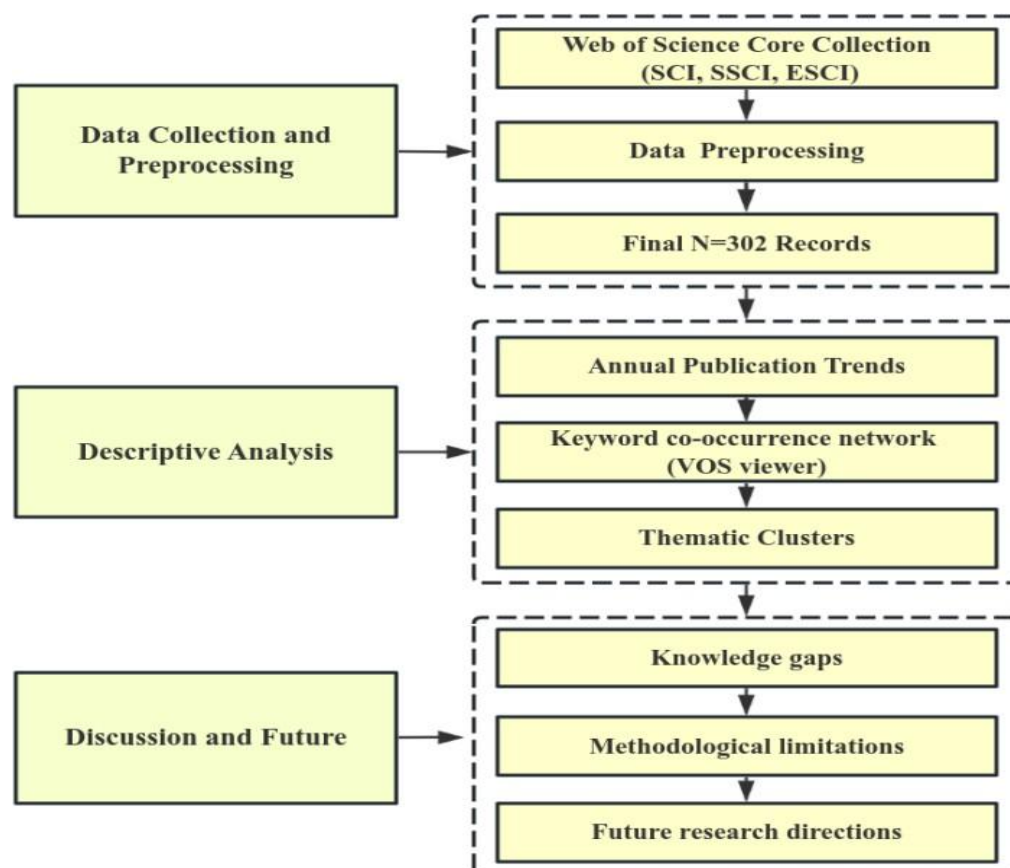 Data Collection and
Preprocessing
Web of Science Core Collection
(SCI, SSCI, ESCI)
Data Preprocessing
Final N=302 Records
Descriptive Analysis
Annual Publication Trends
Keyword co-occurrence network
(VOS viewer)
Thematic Clusters
Discussion and Future
Knowledge gaps
Methodological limitations
Future research directions